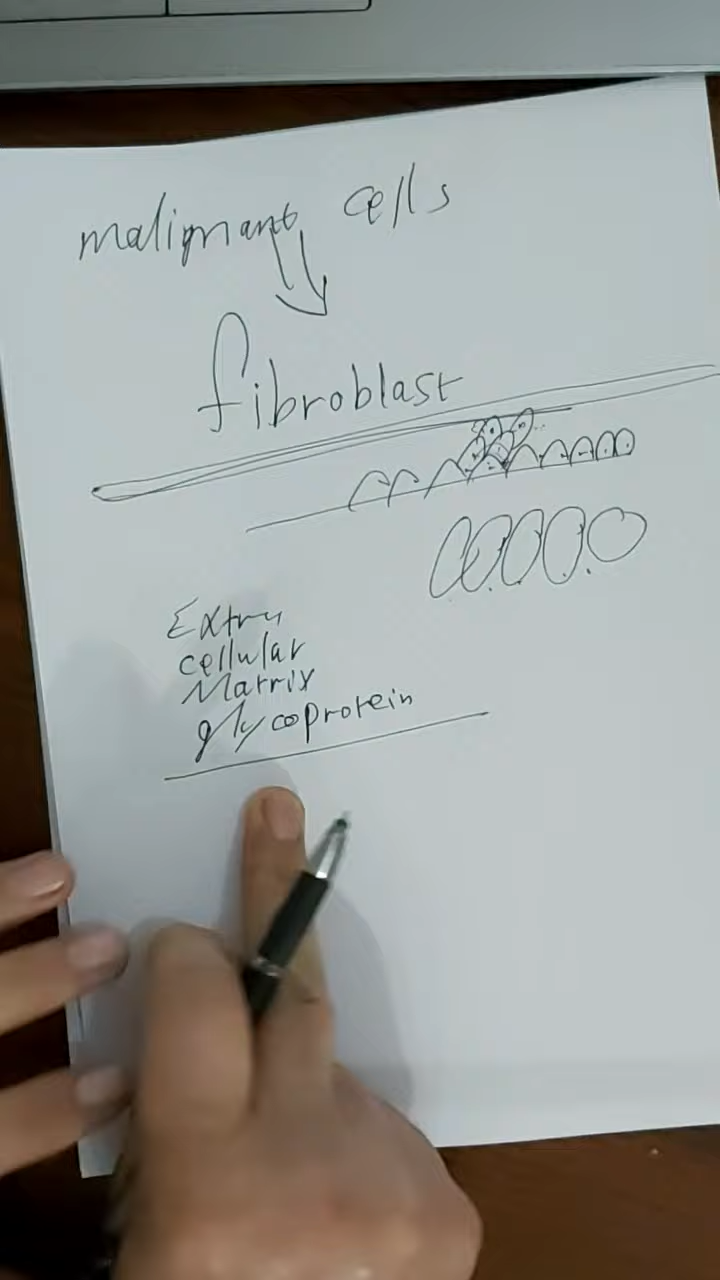 malignant cells
fibroblast
Extra
cellular
Matrix
glycoprotein